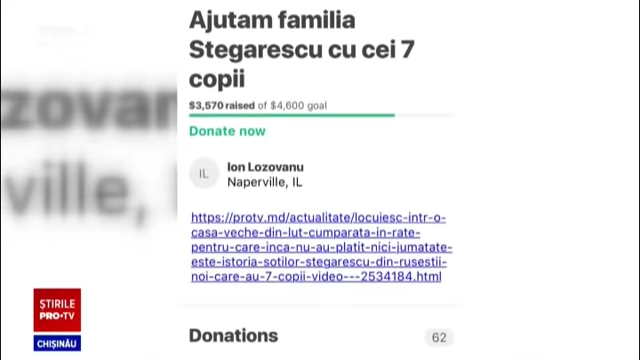 Ajutam familia
Stegarescu cu cei 7
copii
$3,570 raised of $4,600 goal
Donate now
IL
Ion Lozovanu
Naperville, IL
https://protv.md/actualitate/locuiesc-intr-o-
casa-veche-din-lut-cumparata-in-rate-
pentru-care-inca-nu-au-platit-nici-jumatate-
este-istoria-sotilor-stegarescu-din-rusestii-
noi-care-au-7-copii-video---2534184.html
Donations
62
zovan
ville,
ȘTIRILE
PRO•TV
CHIȘINĂU